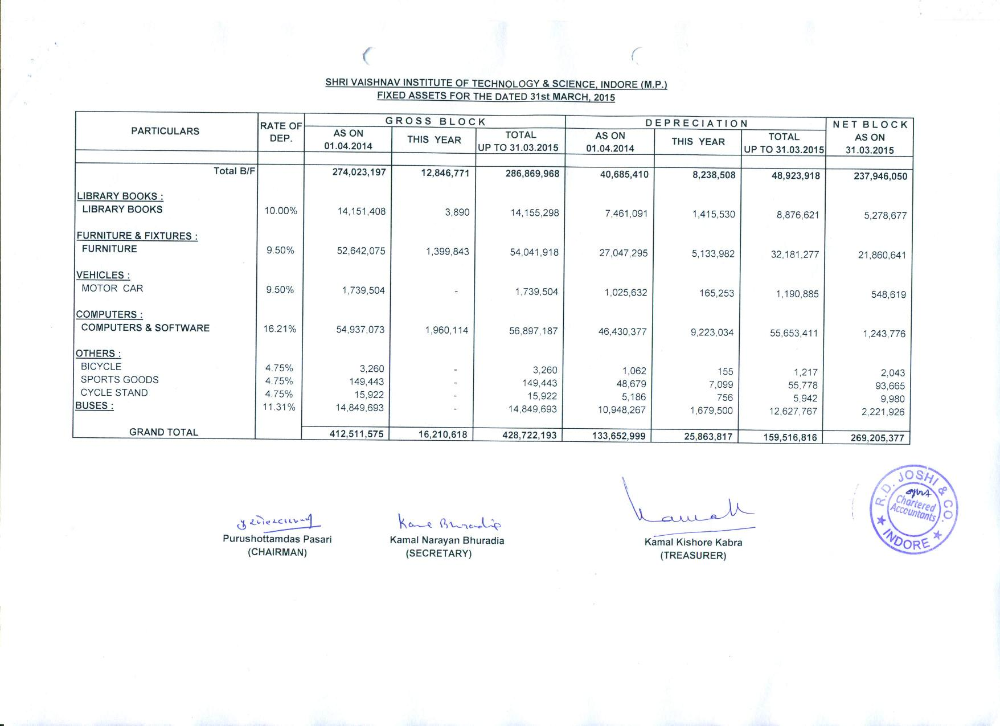 SHRI VAISHNAV INSTITUTE OF TECHNOLOGY & SCIENCE, INDORE (M.P.)
FIXED ASSETS FOR THE DATED 31st MARCH, 2015
PARTICULARS RATE OF DEP. GROSS BLOCK DEPRECIATION NET BLOCK
AS ON 01.04.2014 THIS YEAR TOTAL UP TO 31.03.2015 AS ON 01.04.2014 THIS YEAR TOTAL UP TO 31.03.2015 AS ON 31.03.2015
Total B/F 274,023,197 12,846,771 286,869,968 40,685,410 8,238,508 48,923,918 237,946,050
LIBRARY BOOKS :
LIBRARY BOOKS 10.00% 14,151,408 3,890 14,155,298 7,461,091 1,415,530 8,876,621 5,278,677
FURNITURE & FIXTURES :
FURNITURE 9.50% 52,642,075 1,399,843 54,041,918 27,047,295 5,133,982 32,181,277 21,860,641
VEHICLES :
MOTOR CAR 9.50% 1,739,504 - 1,739,504 1,025,632 165,253 1,190,885 548,619
COMPUTERS :
COMPUTERS & SOFTWARE 16.21% 54,937,073 1,960,114 56,897,187 46,430,377 9,223,034 55,653,411 1,243,776
OTHERS :
BICYCLE 4.75% 3,260 - 3,260 1,062 155 1,217 2,043
SPORTS GOODS 4.75% 149,443 - 149,443 48,679 7,099 55,778 93,665
CYCLE STAND 4.75% 15,922 - 15,922 5,186 756 5,942 9,980
BUSES : 11.31% 14,849,693 - 14,849,693 10,948,267 1,679,500 12,627,767 2,221,926
GRAND TOTAL 412,511,575 16,210,618 428,722,193 133,652,999 25,863,817 159,516,816 269,205,377
Purushottamdas Pasari
(CHAIRMAN)
Kamal Narayan Bhuradia
(SECRETARY)
Kamal Kishore Kabra
(TREASURER)
R.D. JOSHI & CO.
Chartered
Accountants
★ INDORE ★